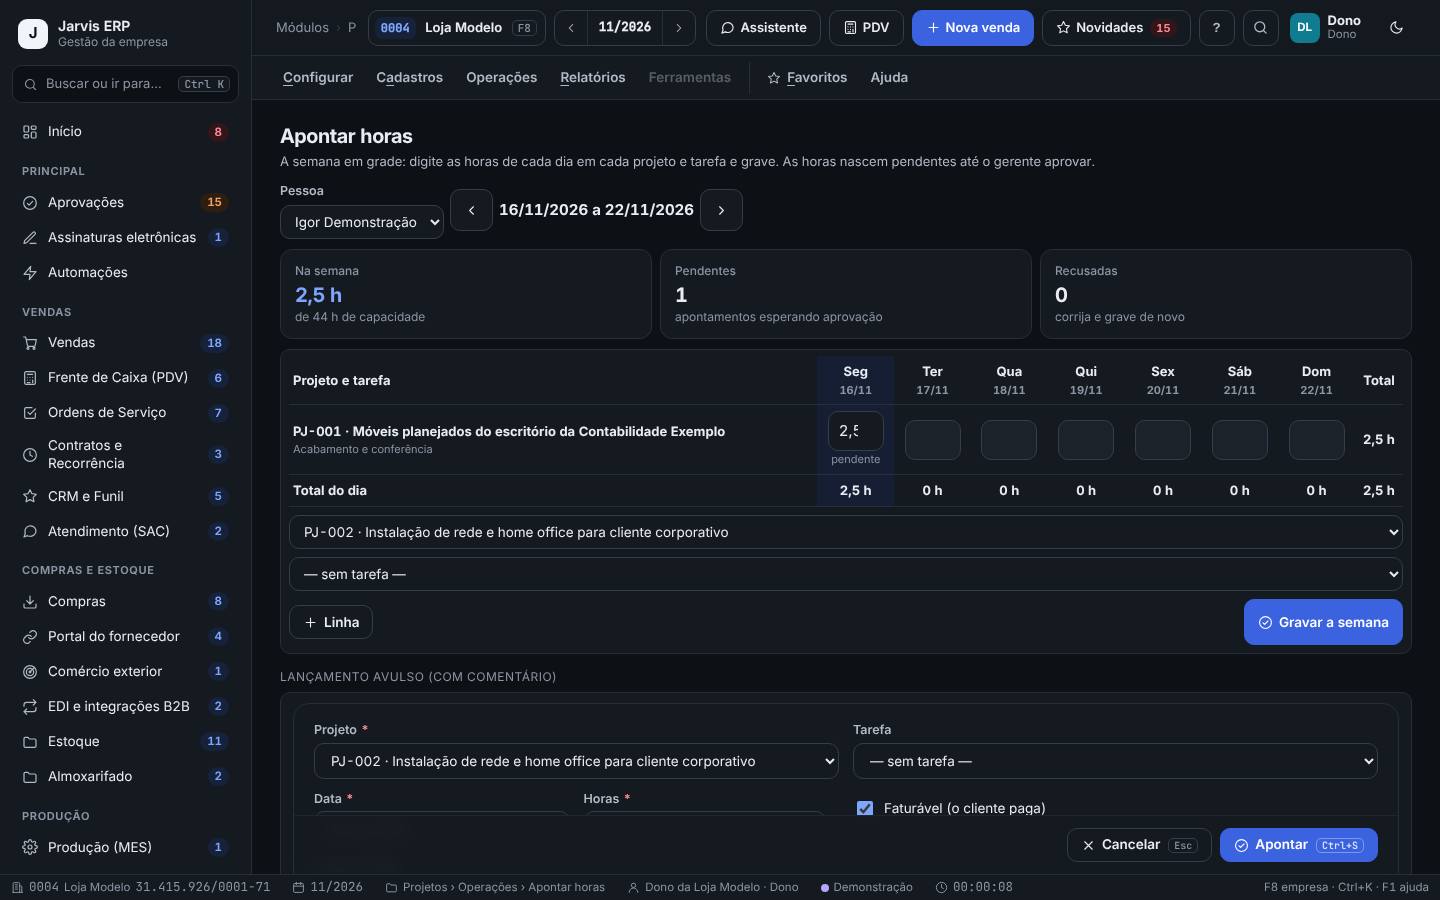 J
Jarvis ERP
Gestão da empresa
Buscar ou ir para... Ctrl K
Início 8
PRINCIPAL
Aprovações 15
Assinaturas eletrônicas 1
Automações
VENDAS
Vendas 18
Frente de Caixa (PDV) 6
Ordens de Serviço 7
Contratos e
Recorrência 3
CRM e Funil 5
Atendimento (SAC) 2
COMPRAS E ESTOQUE
Compras 8
Portal do fornecedor 4
Comércio exterior 1
EDI e integrações B2B 2
Estoque 11
Almoxarifado 2
PRODUÇÃO
Produção (MES) 1
Módulos › P 0004 Loja Modelo F8 ‹ 11/2026 › Assistente PDV + Nova venda Novidades 15 ? DL Dono
Dono
Configurar Cadastros Operações Relatórios Ferramentas Favoritos Ajuda
Apontar horas
A semana em grade: digite as horas de cada dia em cada projeto e tarefa e grave. As horas nascem pendentes até o gerente aprovar.
Pessoa
Igor Demonstração ‹ 16/11/2026 a 22/11/2026 ›
Na semana
2,5 h
de 44 h de capacidade
Pendentes
1
apontamentos esperando aprovação
Recusadas
0
corrija e grave de novo
Projeto e tarefa Seg Ter Qua Qui Sex Sáb Dom Total
16/11 17/11 18/11 19/11 20/11 21/11 22/11
PJ-001 · Móveis planejados do escritório da Contabilidade Exemplo 2,5 2,5 h
Acabamento e conferência pendente
Total do dia 2,5 h 0 h 0 h 0 h 0 h 0 h 0 h 2,5 h
PJ-002 · Instalação de rede e home office para cliente corporativo
— sem tarefa —
+ Linha Gravar a semana
LANÇAMENTO AVULSO (COM COMENTÁRIO)
Projeto * Tarefa
PJ-002 · Instalação de rede e home office para cliente corporativo — sem tarefa —
Data * Horas * Faturável (o cliente paga)
Cancelar Esc Apontar Ctrl+S
0004 Loja Modelo 31.415.926/0001-71 11/2026 Projetos › Operações › Apontar horas Dono da Loja Modelo · Dono Demonstração 00:00:08 F8 empresa · Ctrl+K · F1 ajuda